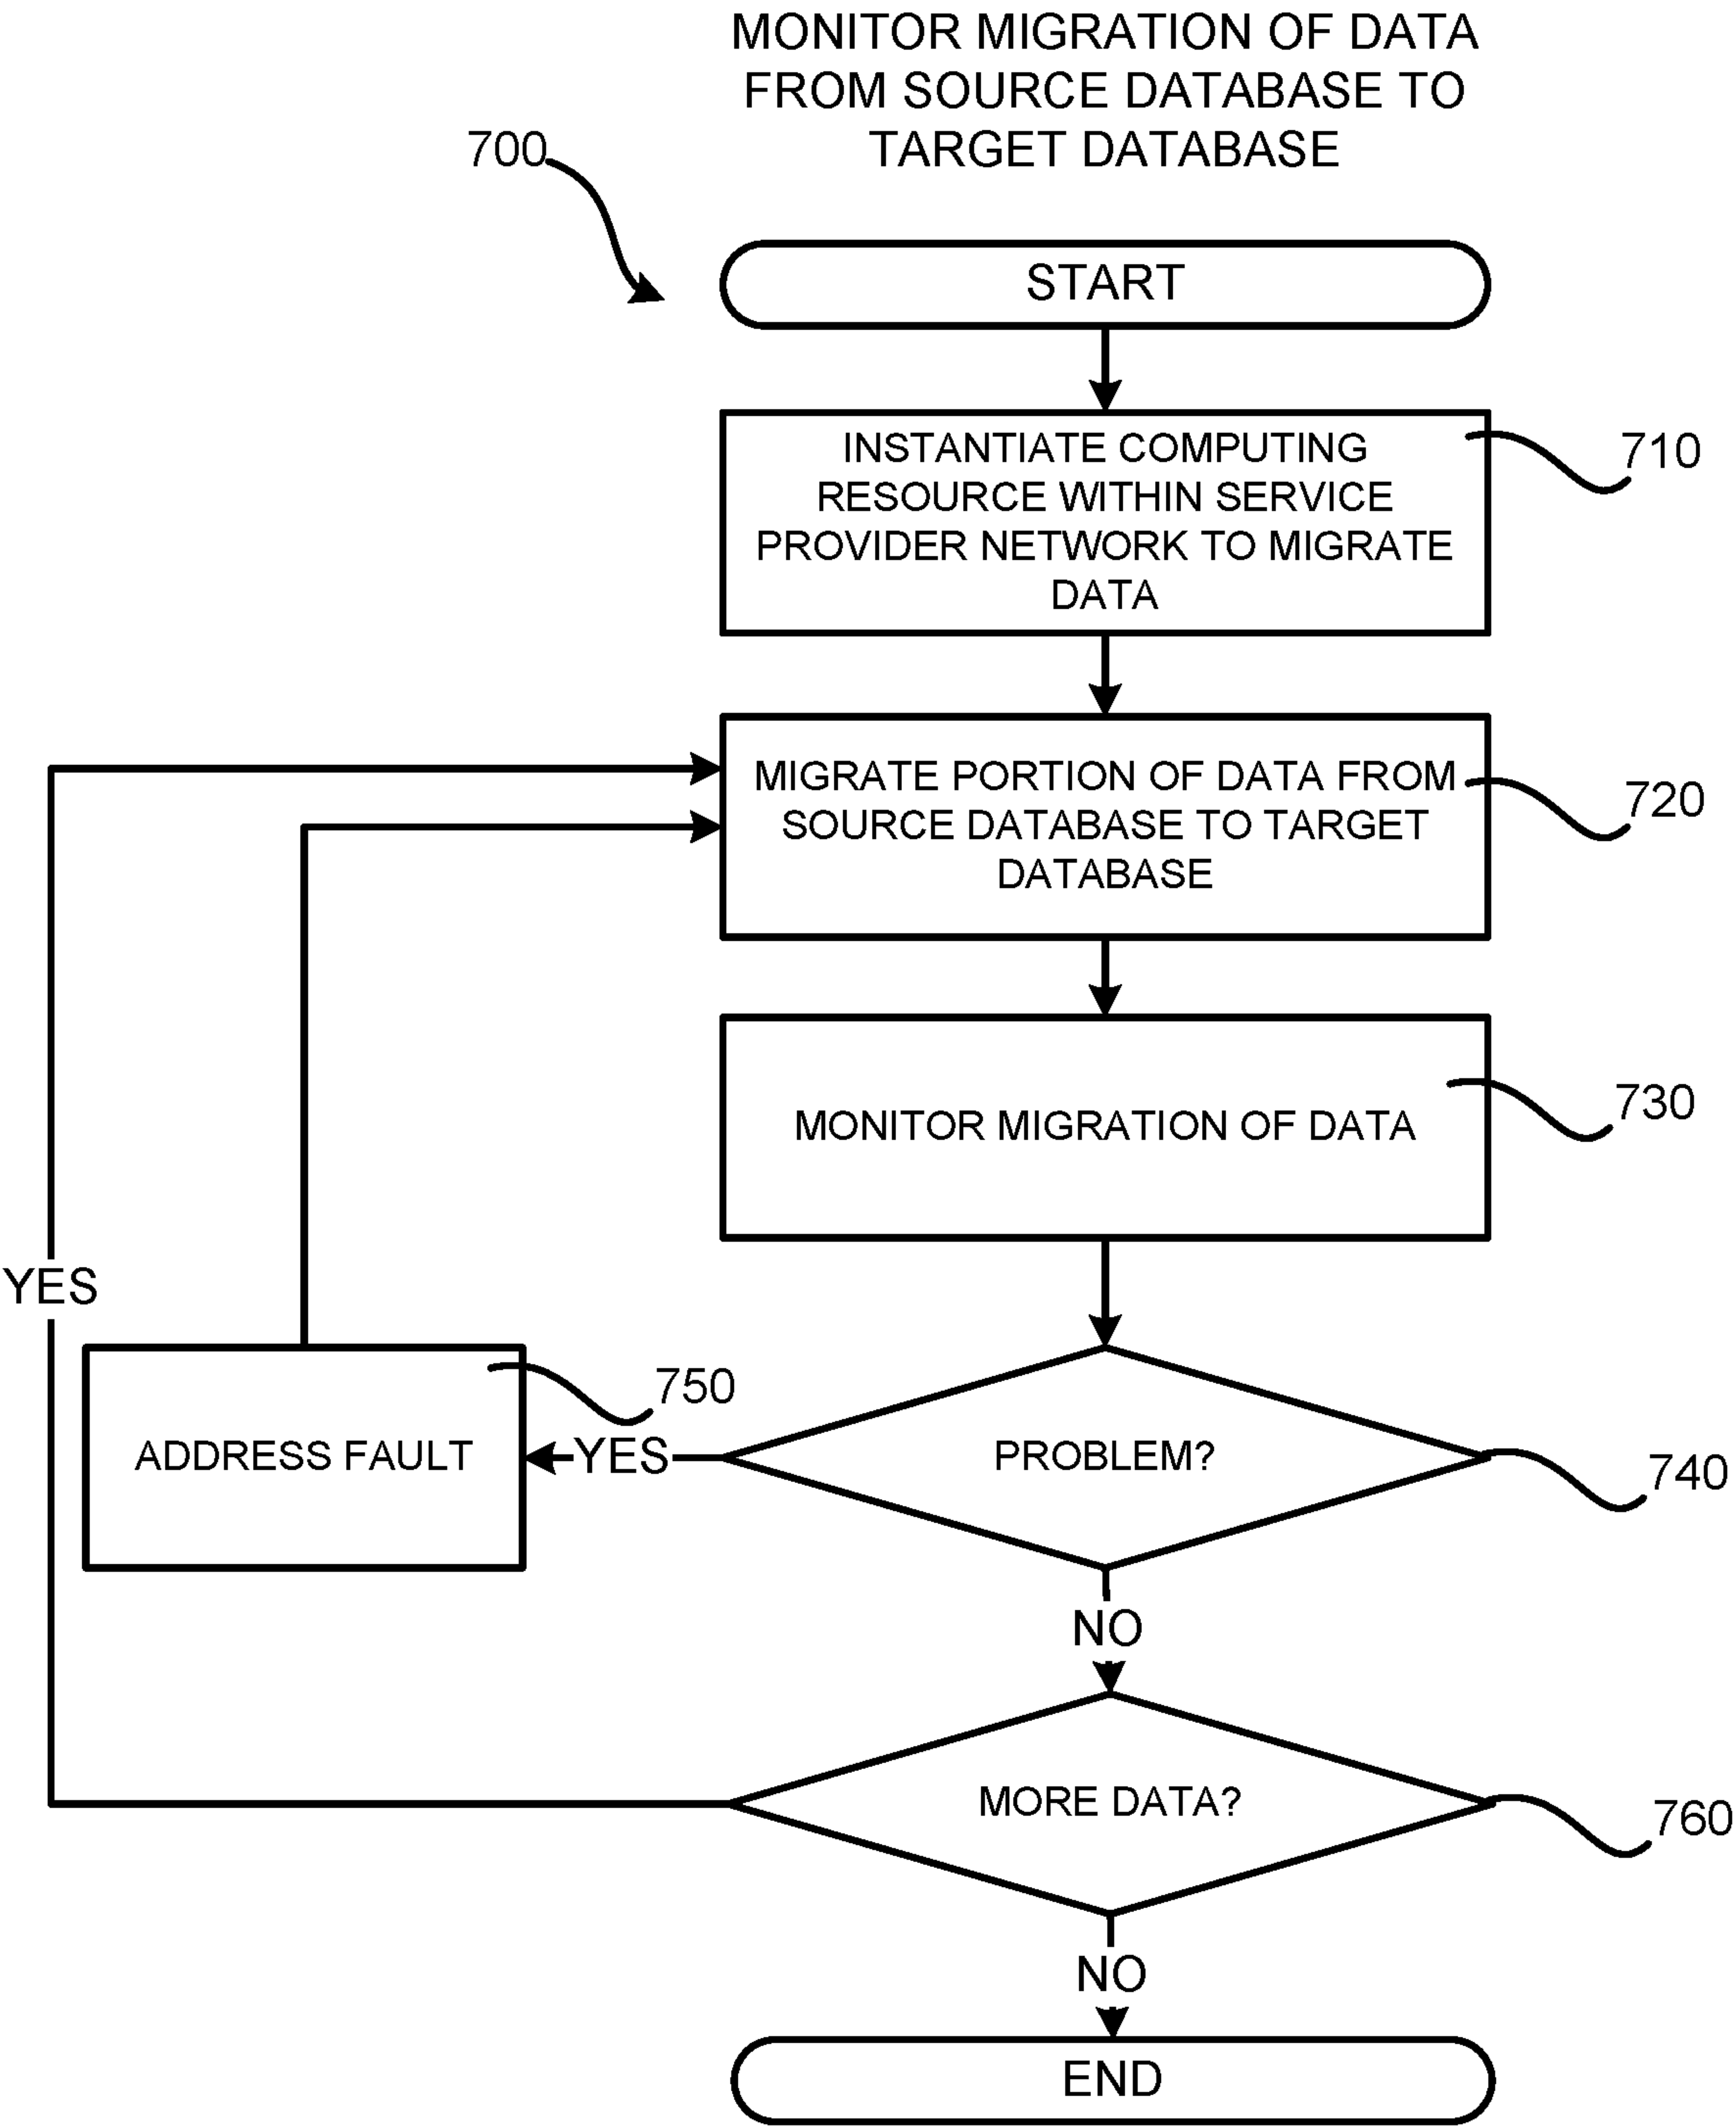 MONITOR MIGRATION OF DATA
FROM SOURCE DATABASE TO
TARGET DATABASE
700
START
INSTANTIATE COMPUTING
RESOURCE WITHIN SERVICE
PROVIDER NETWORK TO MIGRATE
DATA
710
MIGRATE PORTION OF DATA FROM
SOURCE DATABASE TO TARGET
DATABASE
720
MONITOR MIGRATION OF DATA
730
YES
750
ADDRESS FAULT
YES
PROBLEM?
740
NO
MORE DATA?
760
NO
END